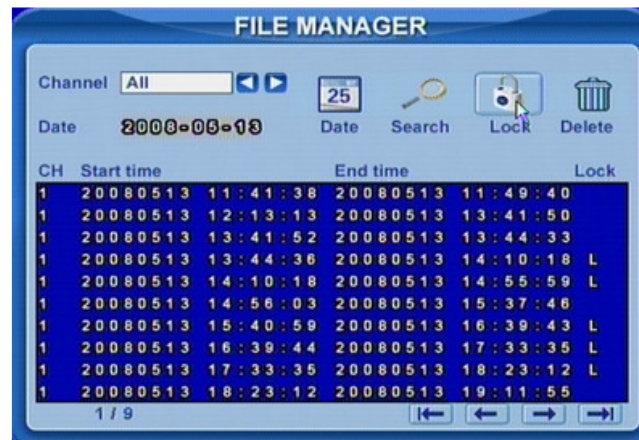 FILE MANAGER
Channel All
25
Date 2008-05-13 Date Search Lock Delete
CH Start time End time Lock
1 20080513 11:41:38 20080513 11:49:40
1 20080513 12:13:13 20080513 13:41:50
1 20080513 13:41:52 20080513 13:44:33
1 20080513 13:44:36 20080513 14:10:18 L
1 20080513 14:10:18 20080513 14:55:59 L
1 20080513 14:56:03 20080513 15:37:46
1 20080513 15:40:59 20080513 16:39:43 L
1 20080513 16:39:44 20080513 17:33:35 L
1 20080513 17:33:35 20080513 18:23:12 L
1 20080513 18:23:12 20080513 19:11:55
1 / 9